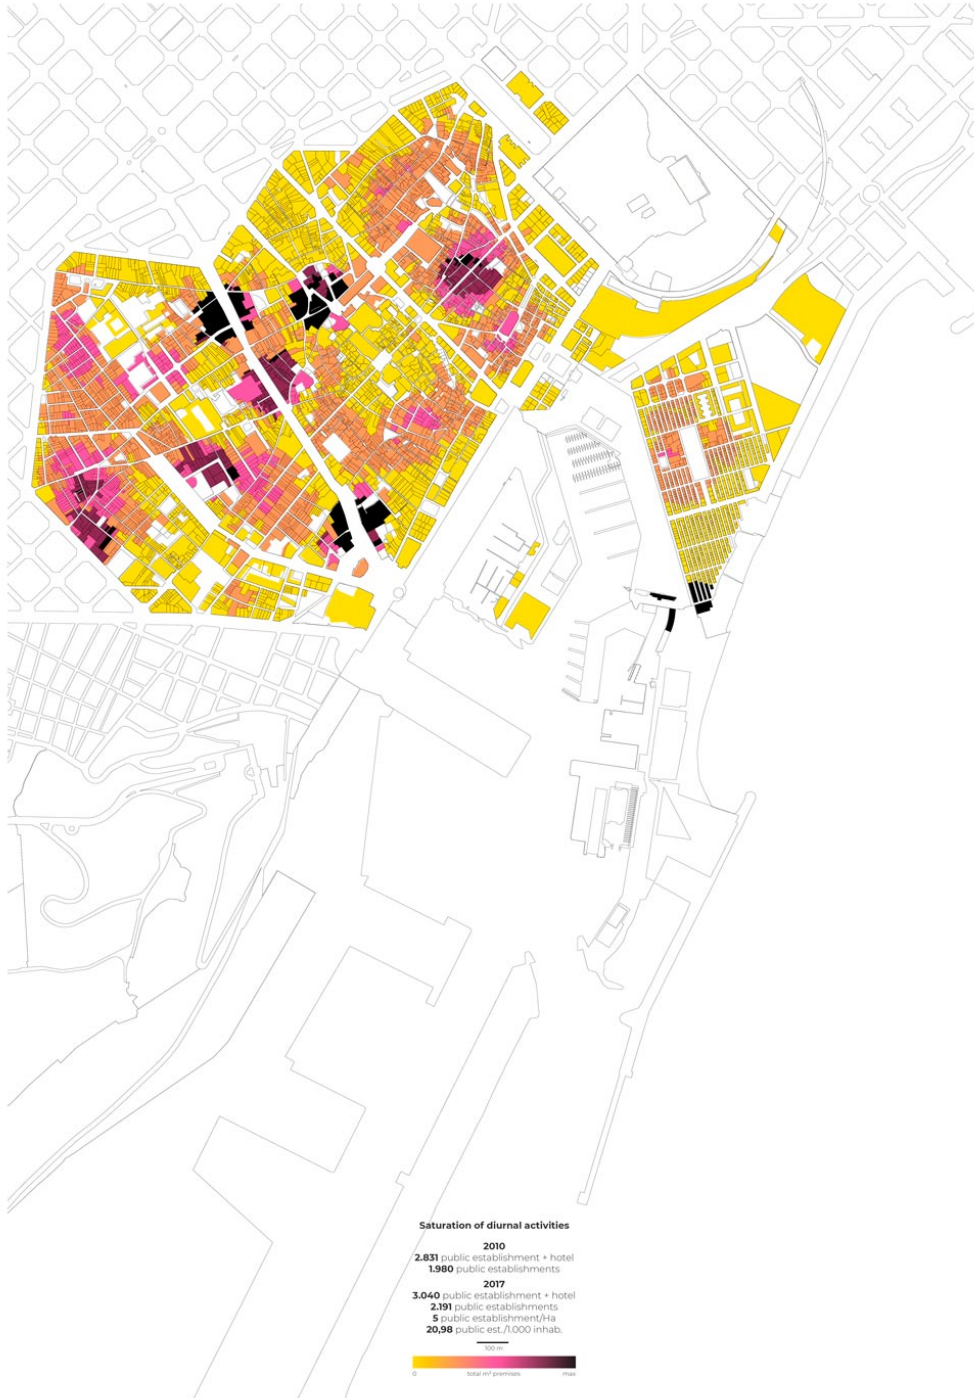 Saturation of diurnal activities
2010
2.831 public establishment + hotel
1.980 public establishments
2017
3.040 public establishment + hotel
2.191 public establishments
5 public establishment/Ha
20,98 public est./1.000 inhab.
100 m
0 total m² premises max